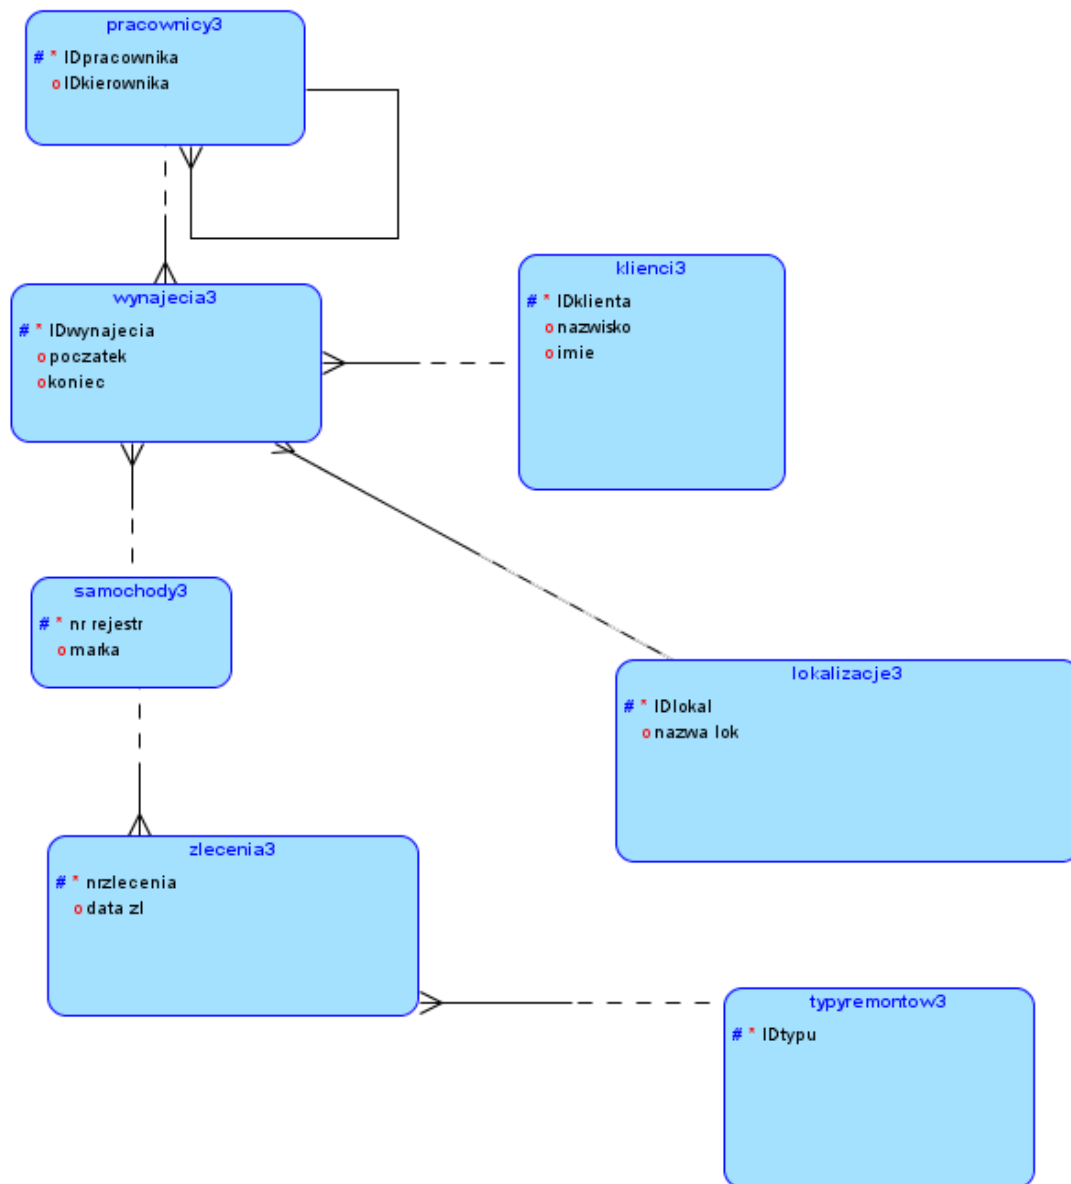 pracownicy3
# * IDpracownika
o IDkierownika
wynajecia3
# * IDwynajecia
o poczatek
o koniec
klienci3
# * IDklienta
o nazwisko
o imie
samochody3
# * nr rejestr
o marka
lokalizacje3
# * IDlokal
o nazwa lok
zlecenia3
# * nrzlecenia
o data zl
typyremontow3
# * IDtypu